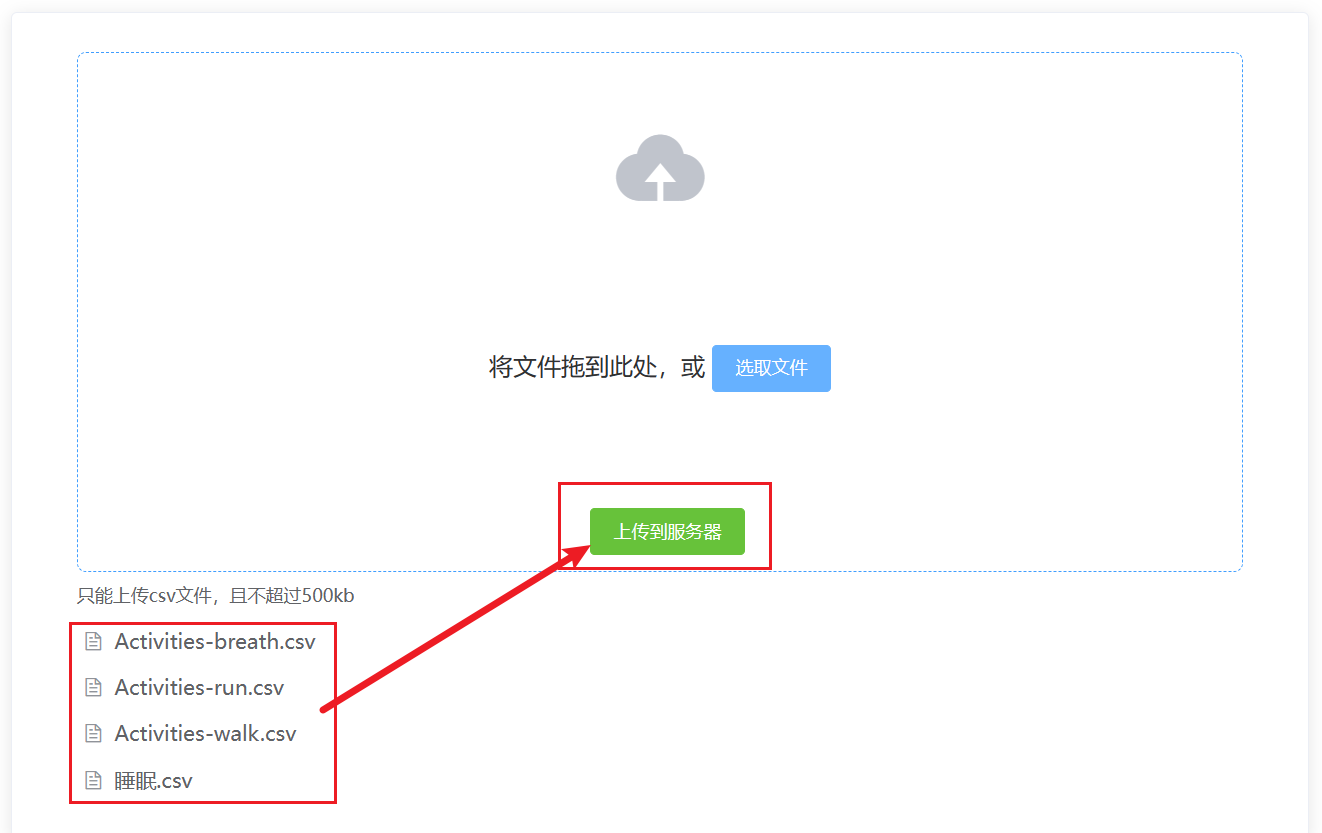 将文件拖到此处，或 选取文件
上传到服务器
只能上传csv文件，且不超过500kb
Activities-breath.csv
Activities-run.csv
Activities-walk.csv
睡眠.csv